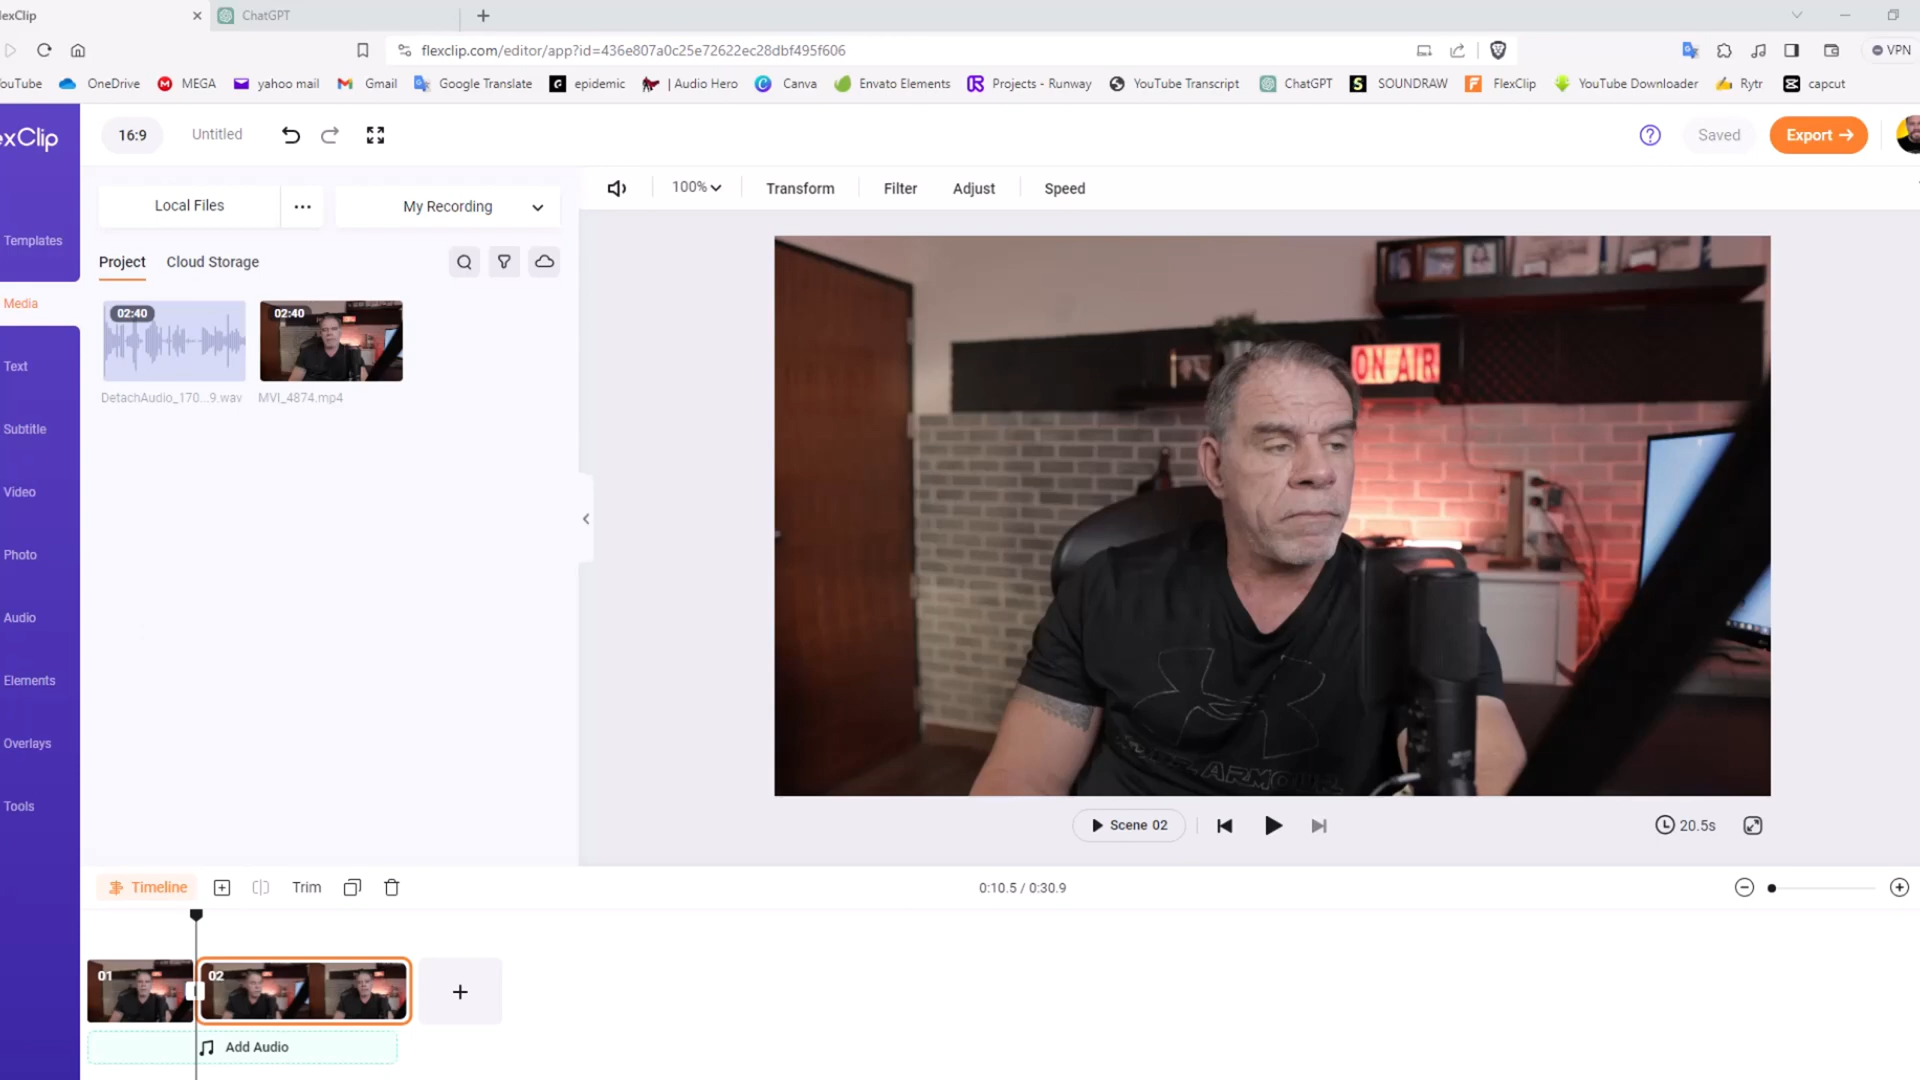 exClip
ChatGPT
flexclip.com/editor/app?id=436e807a0c25e72622ec28dbf495f606
VPN
ouTube
OneDrive
MEGA
yahoo mail
Gmail
Google Translate
epidemic
| Audio Hero
Canva
Envato Elements
Projects - Runway
YouTube Transcript
ChatGPT
SOUNDRAW
FlexClip
YouTube Downloader
Rytr
capcut
exClip
16:9
Untitled
Saved
Export
Local Files
My Recording
100%
Transform
Filter
Adjust
Speed
Templates
Media
Text
Subtitle
Video
Photo
Audio
Elements
Overlays
Tools
Project
Cloud Storage
02:40
02:40
DetachAudio_170...9.wav
MVI_4874.mp4
ON AIR
ARMOUR
Scene 02
20.5s
Timeline
Trim
0:10.5 / 0:30.9
01
02
+
Add Audio